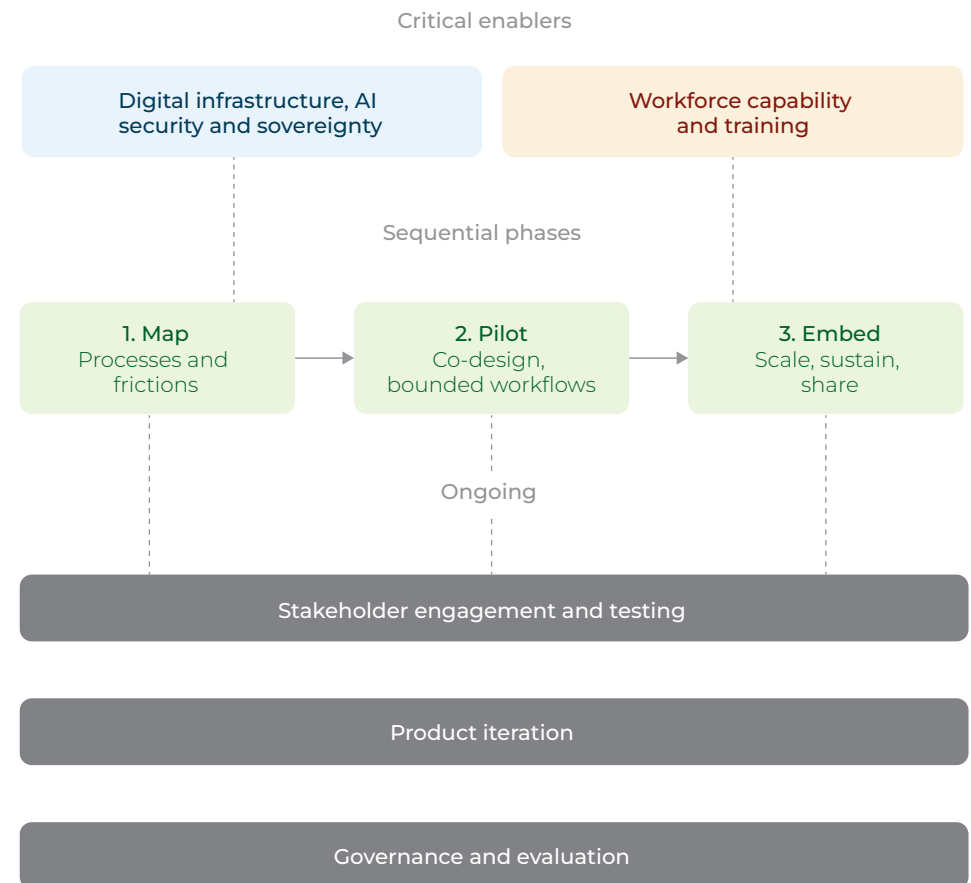 Critical enablers
Digital infrastructure, AI
security and sovereignty
Workforce capability
and training
Sequential phases
1. Map
Processes and
frictions
2. Pilot
Co-design,
bounded workflows
3. Embed
Scale, sustain,
share
Ongoing
Stakeholder engagement and testing
Product iteration
Governance and evaluation